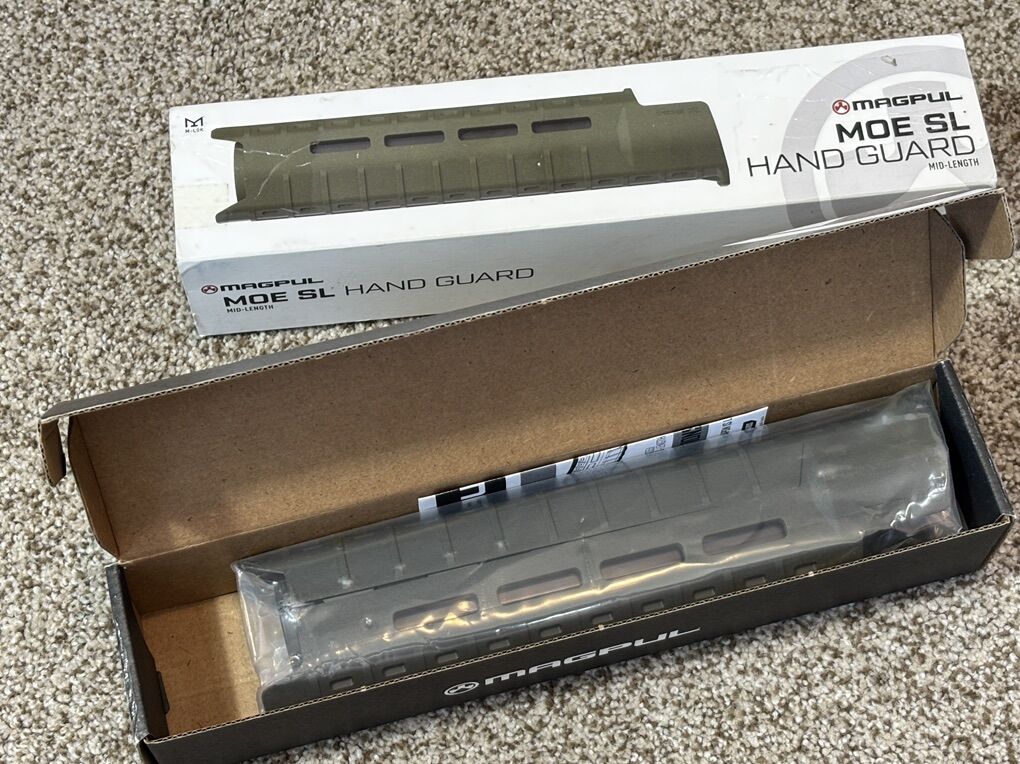 M-LOK
MAGPUL
MOE SL
HAND GUARD
MID-LENGTH
MAGPUL
MOE SL HAND GUARD
MID-LENGTH
MAGPUL